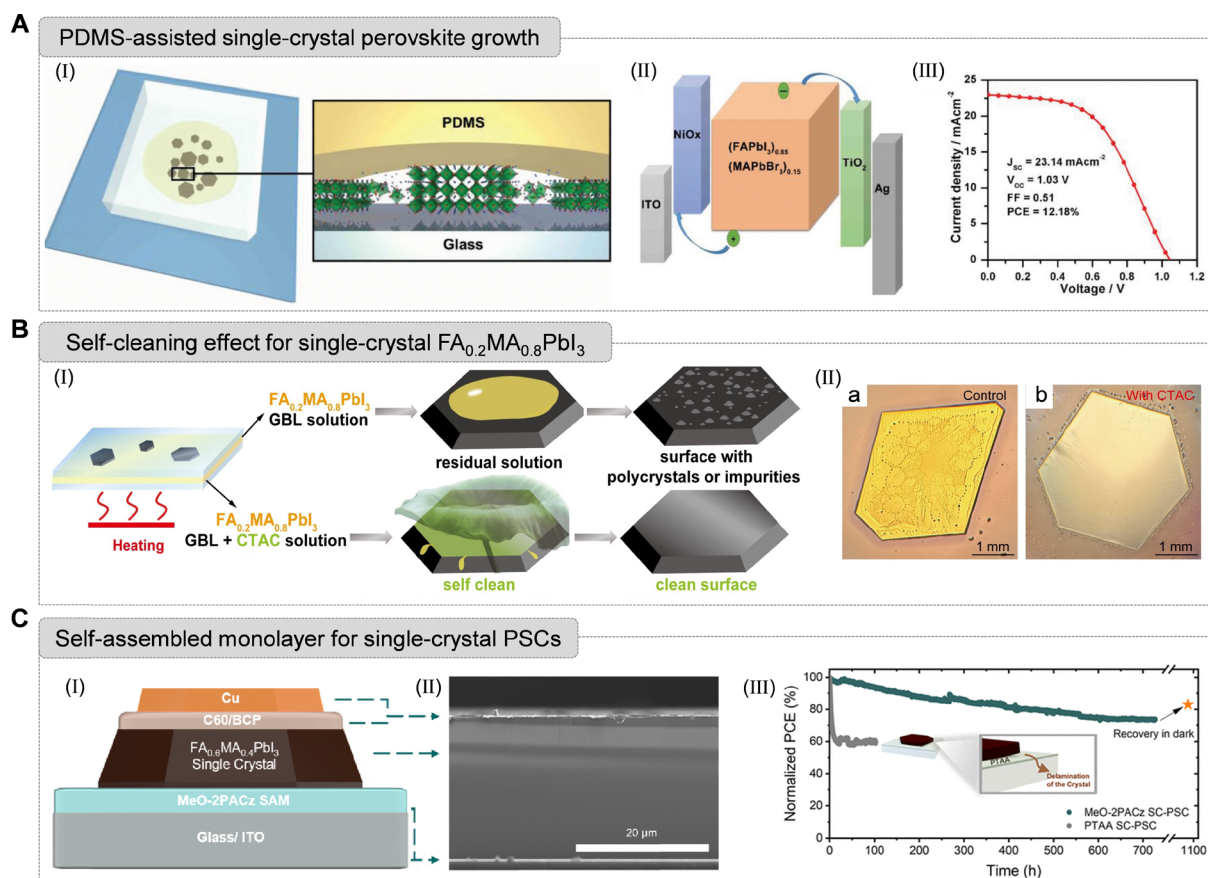 A
PDMS-assisted single-crystal perovskite growth
(I)
PDMS
Glass
(II)
NiOx
(FAPbI₃)₀.₈₅
(MAPbBr₃)₀.₁₅
ITO
TiO₂
Ag
−
+
(III)
Current density / mAcm⁻²
25
20
15
10
5
0
J_SC = 23.14 mAcm⁻²
V_OC = 1.03 V
FF = 0.51
PCE = 12.18%
0.0 0.2 0.4 0.6 0.8 1.0 1.2
Voltage / V
B
Self-cleaning effect for single-crystal FA₀.₂MA₀.₈PbI₃
(I)
FA₀.₂MA₀.₈PbI₃
GBL solution
residual solution
surface with
polycrystals or impurities
Heating
FA₀.₂MA₀.₈PbI₃
GBL + CTAC solution
self clean
clean surface
(II)
a
Control
1 mm
b
With CTAC
1 mm
C
Self-assembled monolayer for single-crystal PSCs
(I)
Cu
C60/BCP
FA₀.₆MA₀.₄PbI₃
Single Crystal
MeO-2PACz SAM
Glass/ ITO
(II)
20 µm
(III)
Normalized PCE (%)
100
80
60
40
20
0
Recovery in dark
PTAA
Delamination
of the Crystal
MeO-2PACz SC-PSC
PTAA SC-PSC
0 100 200 300 400 500 600 700 1100
Time (h)